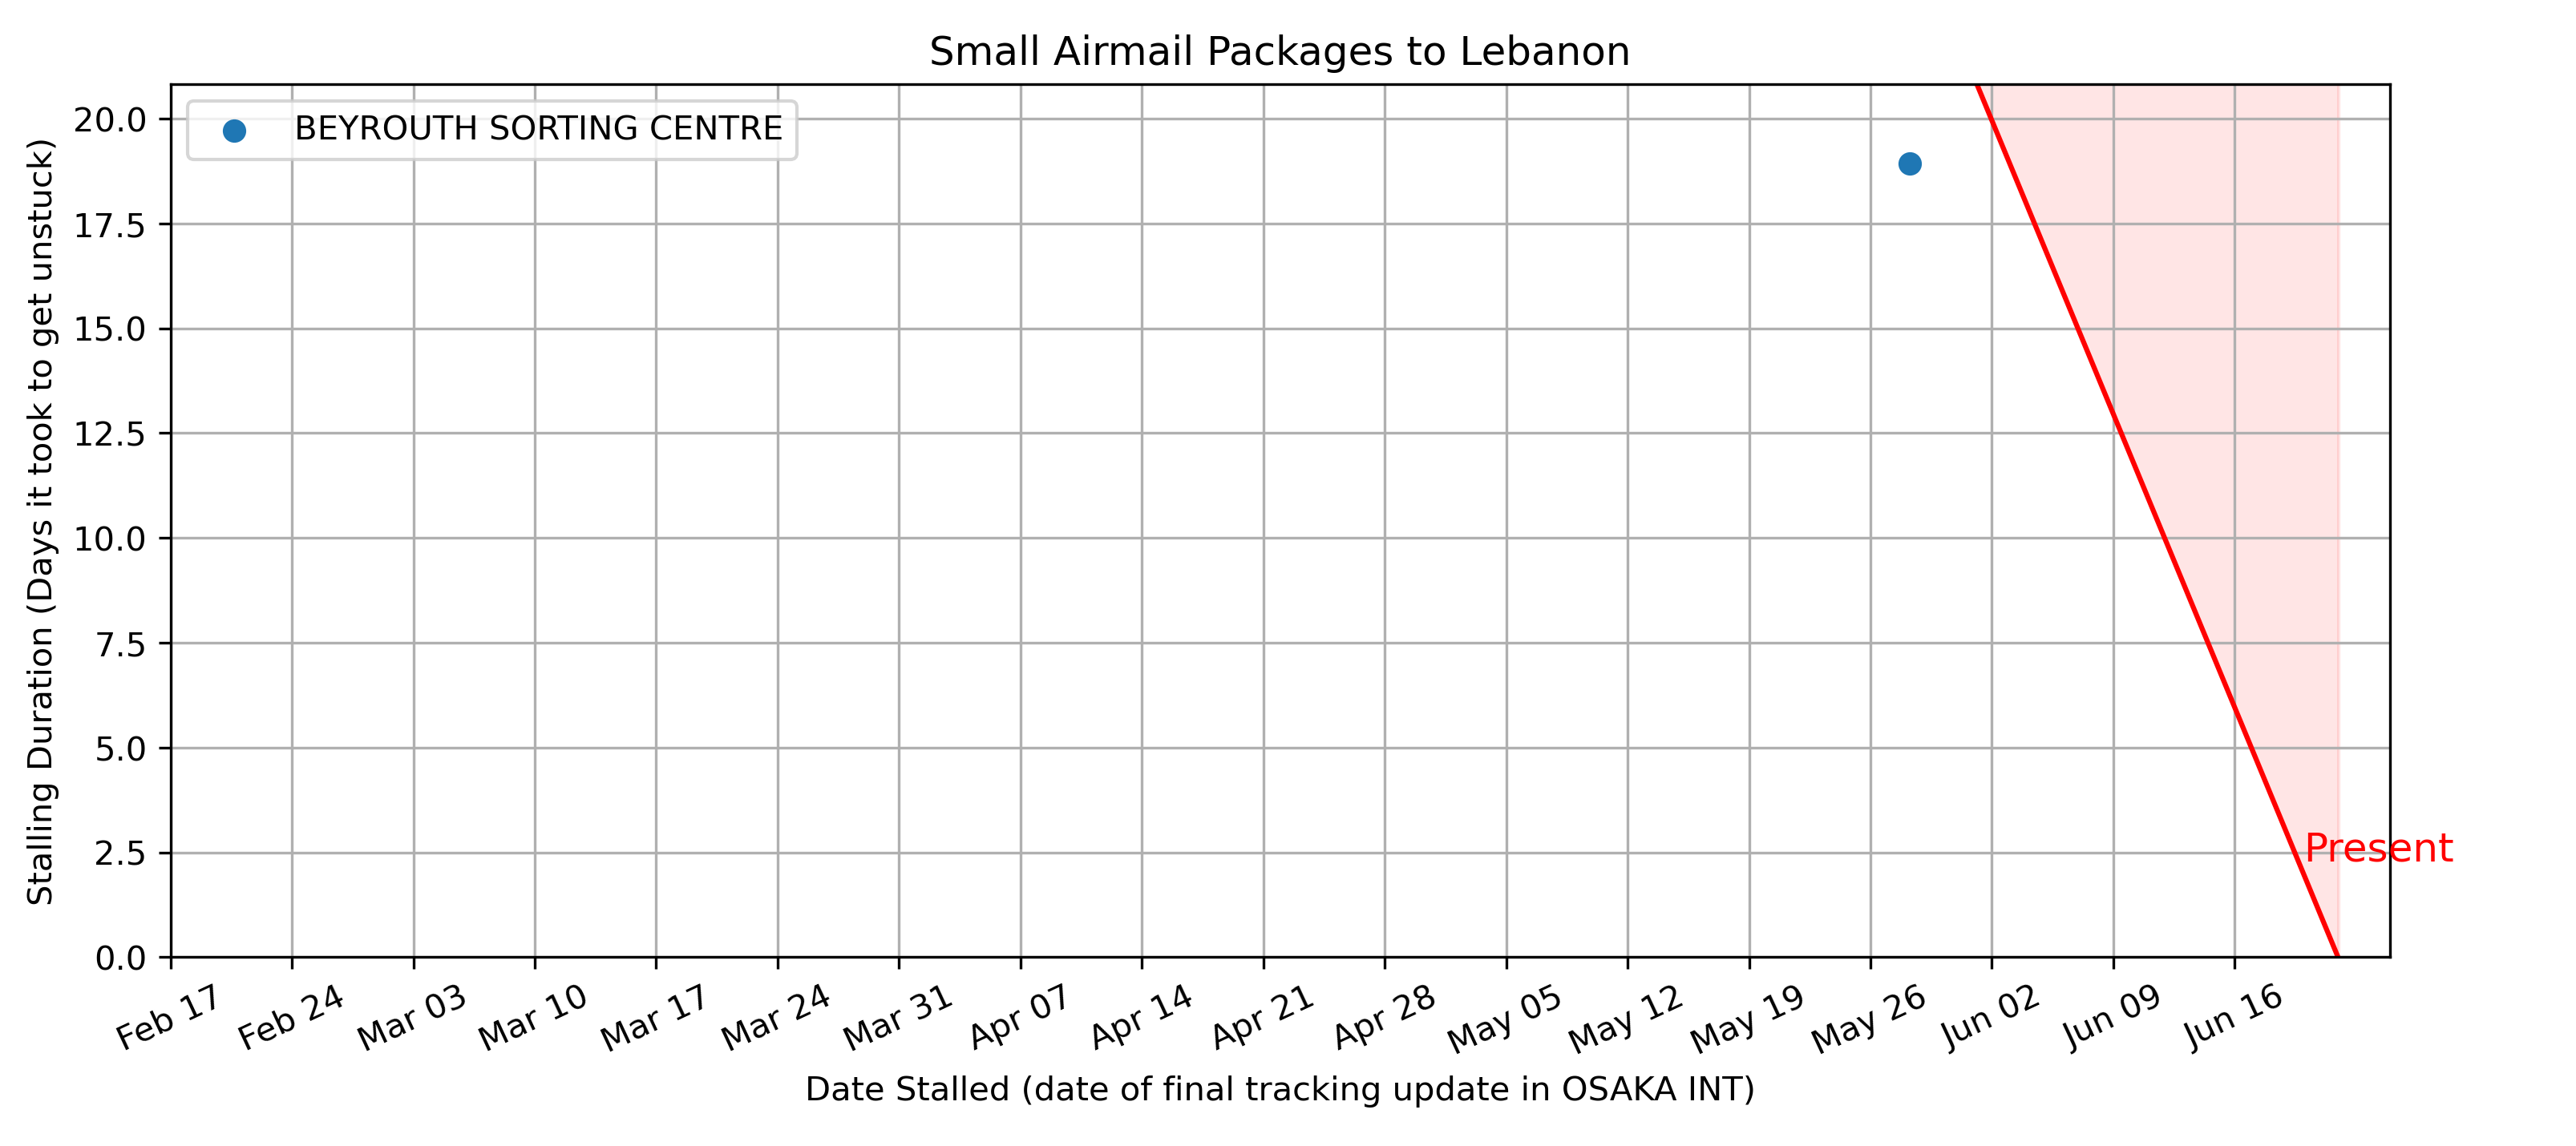 Small Airmail Packages to Lebanon
BEYROUTH SORTING CENTRE
Stalling Duration (Days it took to get unstuck)
20.0
17.5
15.0
12.5
10.0
7.5
5.0
2.5
0.0
Present
Feb 17
Feb 24
Mar 03
Mar 10
Mar 17
Mar 24
Mar 31
Apr 07
Apr 14
Apr 21
Apr 28
May 05
May 12
May 19
May 26
Jun 02
Jun 09
Jun 16
Date Stalled (date of final tracking update in OSAKA INT)